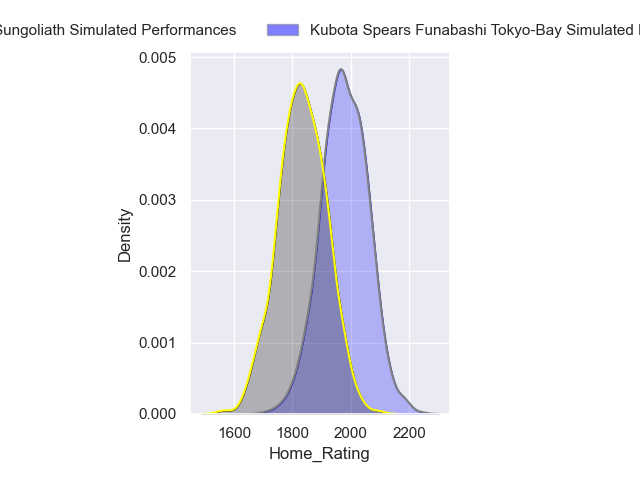 Sungoliath Simulated Performances Kubota Spears Funabashi Tokyo-Bay Simulated
0.005
0.004
0.003
0.002
0.001
0.000
Density
1600 1800 2000 2200
Home_Rating